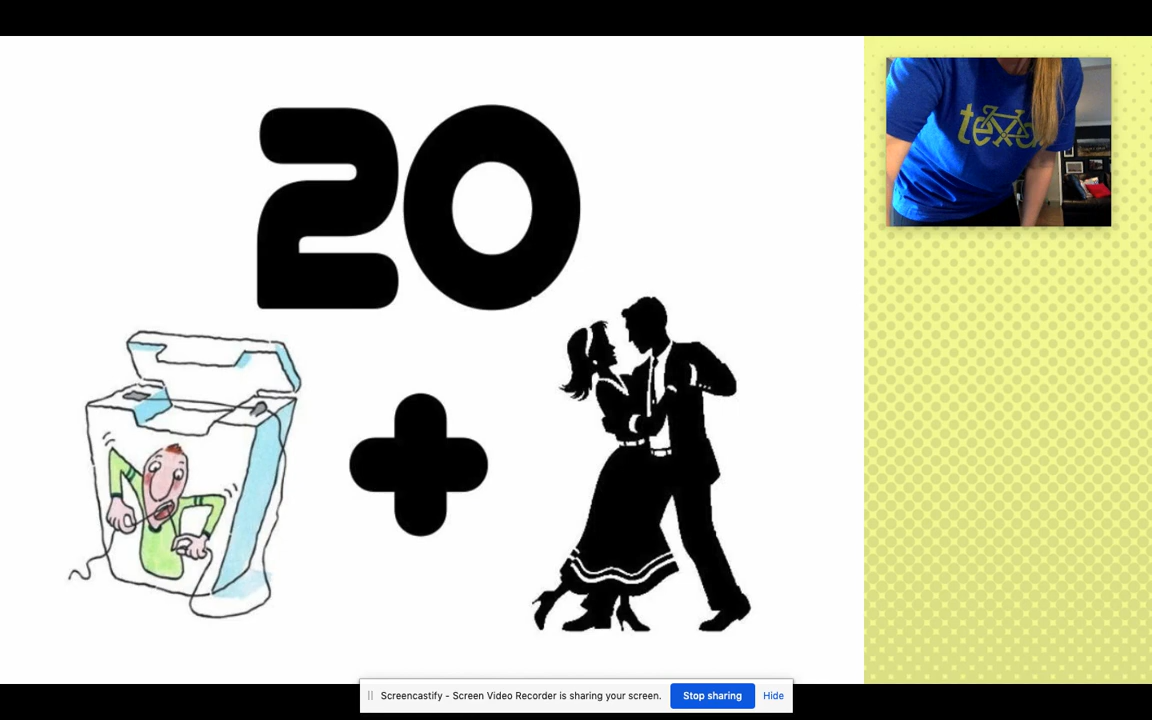 20
texas
+
Screencastify - Screen Video Recorder is sharing your screen.
Stop sharing
Hide